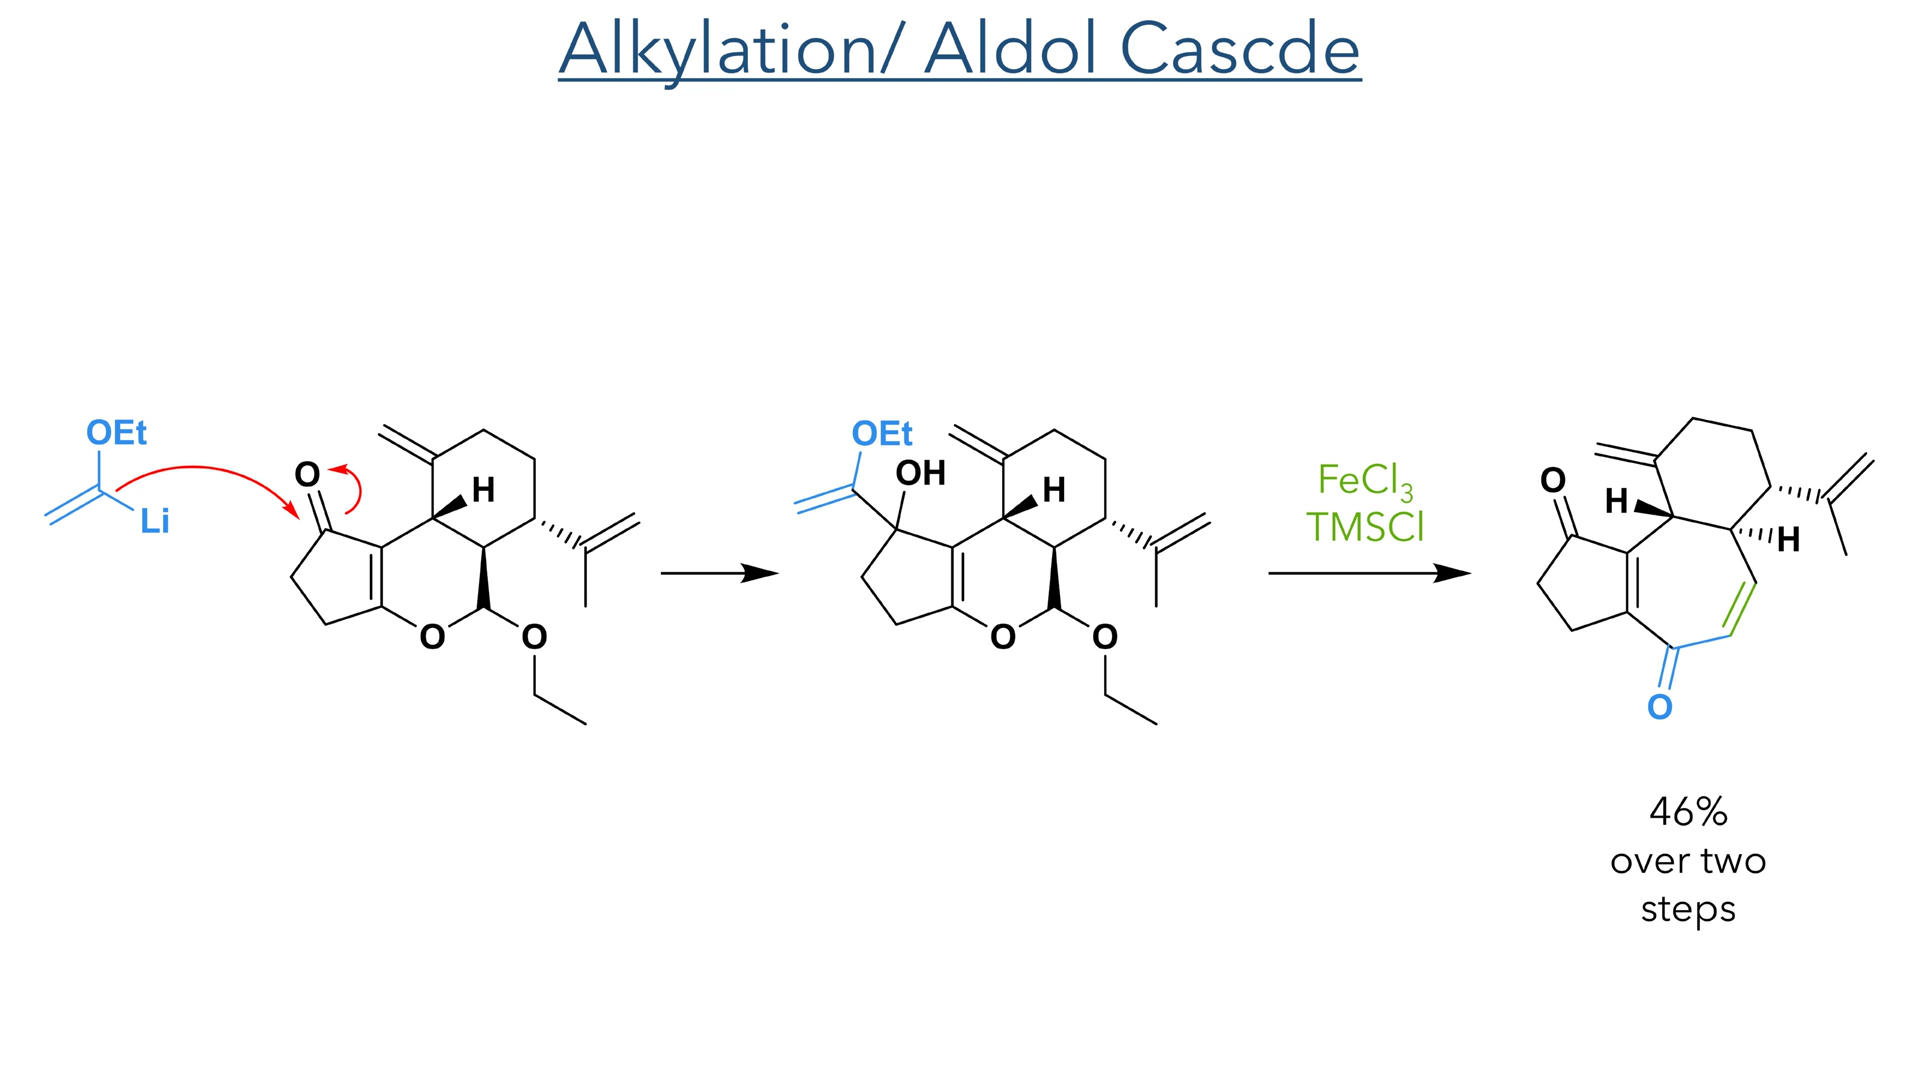 Alkylation/ Aldol Cascde
OEt
Li
O
H
O
O
OEt
OH
H
O
O
FeCl₃
TMSCl
O
H
H
O
46%
over two
steps